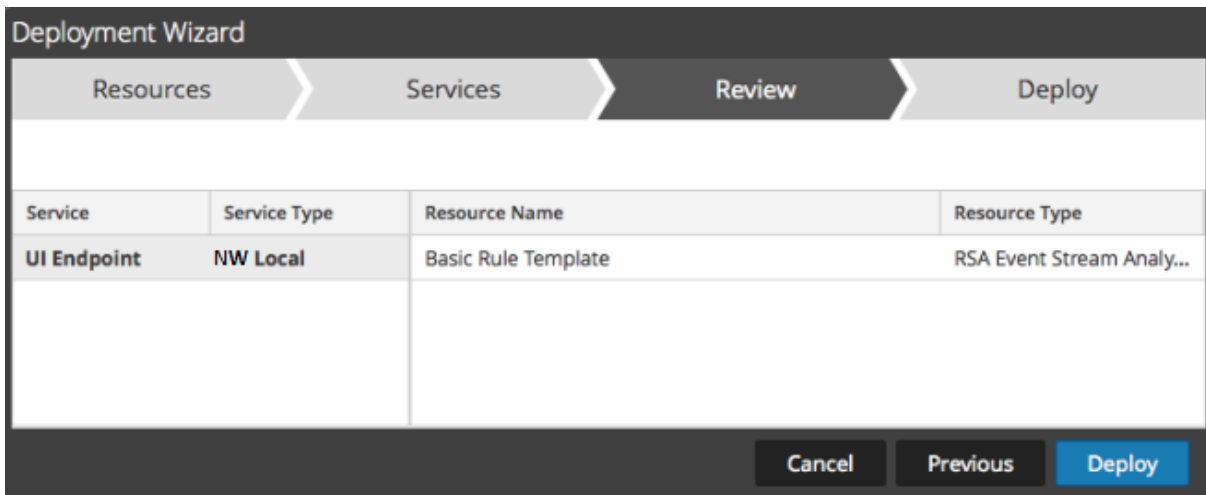 Deployment Wizard
Resources Services Review Deploy
Service Service Type Resource Name Resource Type
UI Endpoint NW Local Basic Rule Template RSA Event Stream Analy...
Cancel Previous Deploy